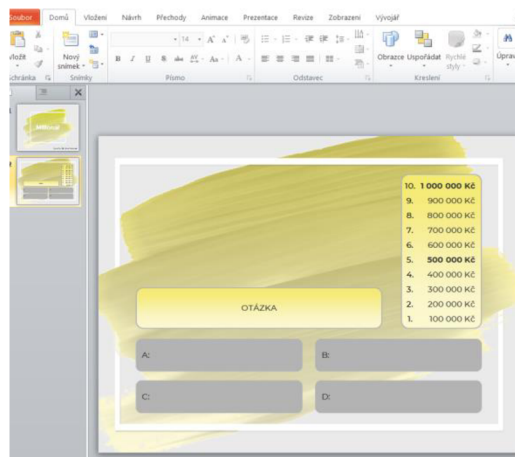 Soubor Domů Vložení Návrh Přechody Animace Prezentace Revize Zobrazení Vývojář
Nový snímek
14
Obrazce Uspořádat Rychlé styly
Schránka Snímky Písmo Odstavec Kreslení
10. 1 000 000 Kč
9. 900 000 Kč
8. 800 000 Kč
7. 700 000 Kč
6. 600 000 Kč
5. 500 000 Kč
4. 400 000 Kč
3. 300 000 Kč
2. 200 000 Kč
1. 100 000 Kč
OTÁZKA
A: B:
C: D: